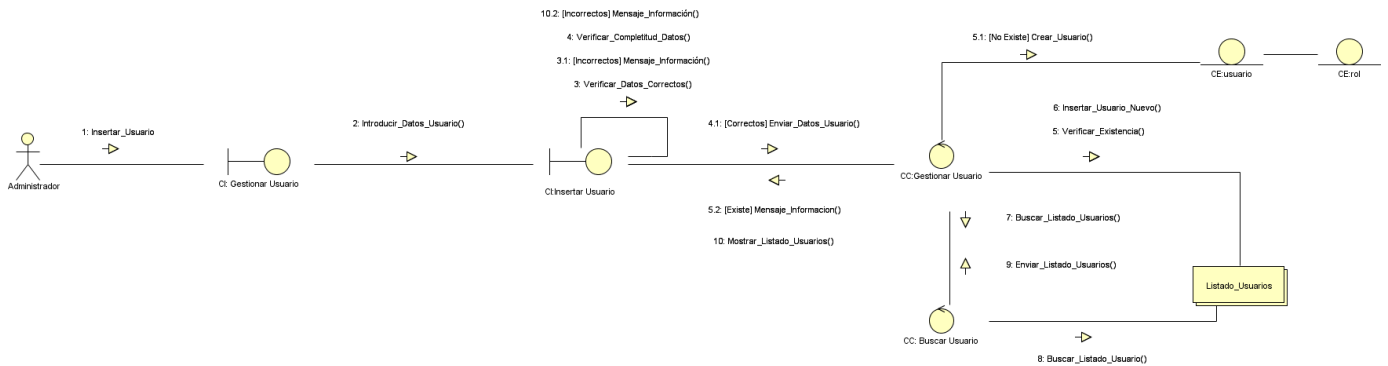 10.2: [Incorrectos] Mensaje_Información()
4: Verificar_Completitud_Datos()
3.1: [Incorrectos] Mensaje_Información()
3: Verificar_Datos_Correctos()
5.1: [No Existe] Crear_Usuario()
CE:usuario
CE:rol
1: Insertar_Usuario
2: Introducir_Datos_Usuario()
4.1: [Correctos] Enviar_Datos_Usuario()
6: Insertar_Usuario_Nuevo()
5: Verificar_Existencia()
Administrador
CI: Gestionar Usuario
CI:Insertar Usuario
CC:Gestionar Usuario
5.2: [Existe] Mensaje_Informacion()
10: Mostrar_Listado_Usuarios()
7: Buscar_Listado_Usuarios()
9: Enviar_Listado_Usuarios()
Listado_Usuarios
CC: Buscar Usuario
8: Buscar_Listado_Usuario()